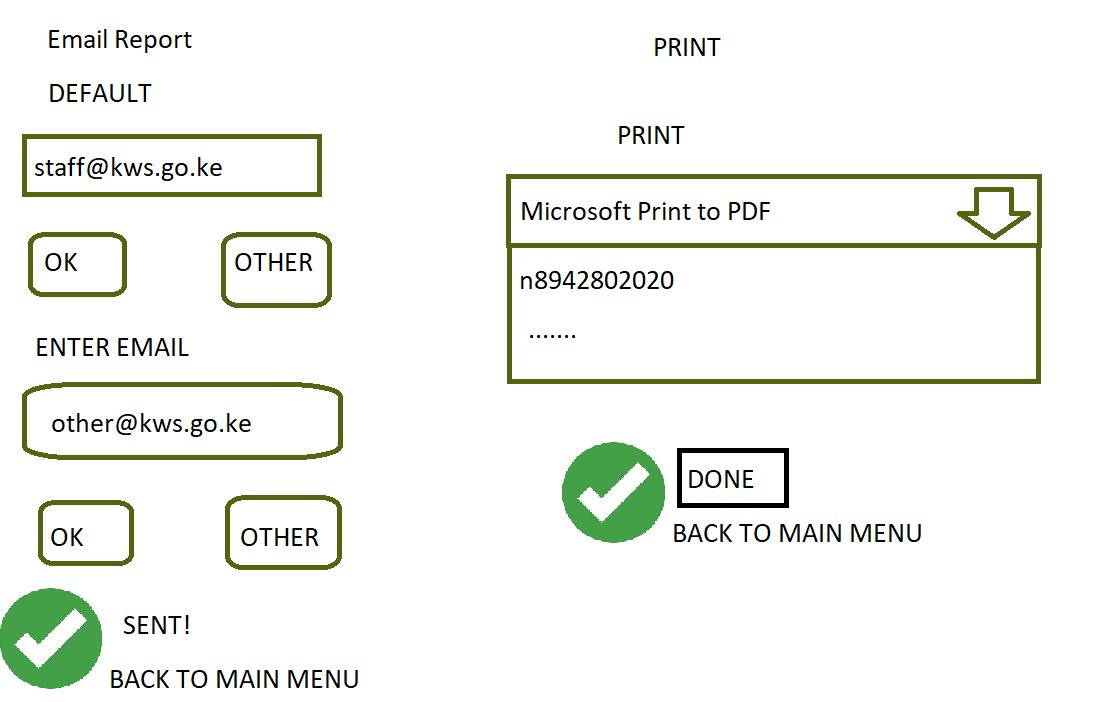 Email Report
DEFAULT
staff@kws.go.ke
OK
OTHER
ENTER EMAIL
other@kws.go.ke
OK
OTHER
SENT!
BACK TO MAIN MENU
PRINT
PRINT
Microsoft Print to PDF
n8942802020
.......
DONE
BACK TO MAIN MENU